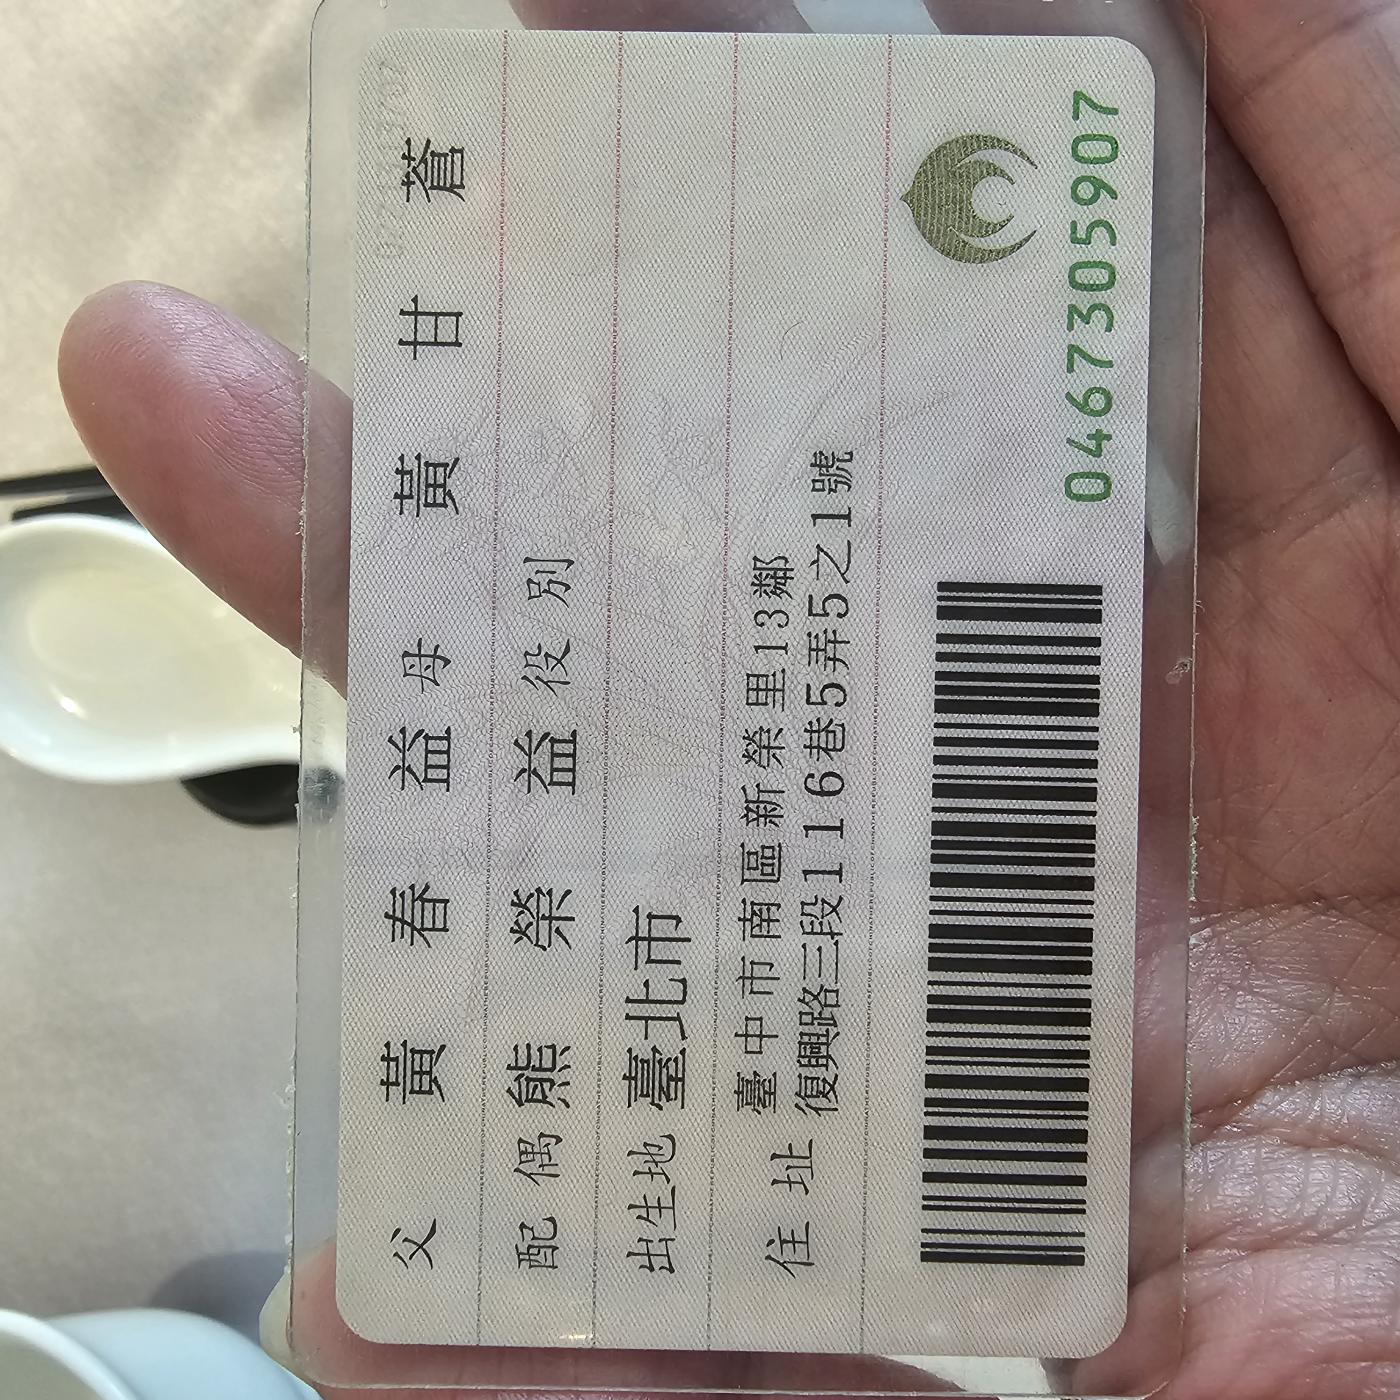 父 黃春益 母 黃甘蒼
配偶 熊榮益 役別
出生地 臺北市
住址 臺中市南區新榮里13鄰
復興路三段116巷5弄5之1號
0467305907